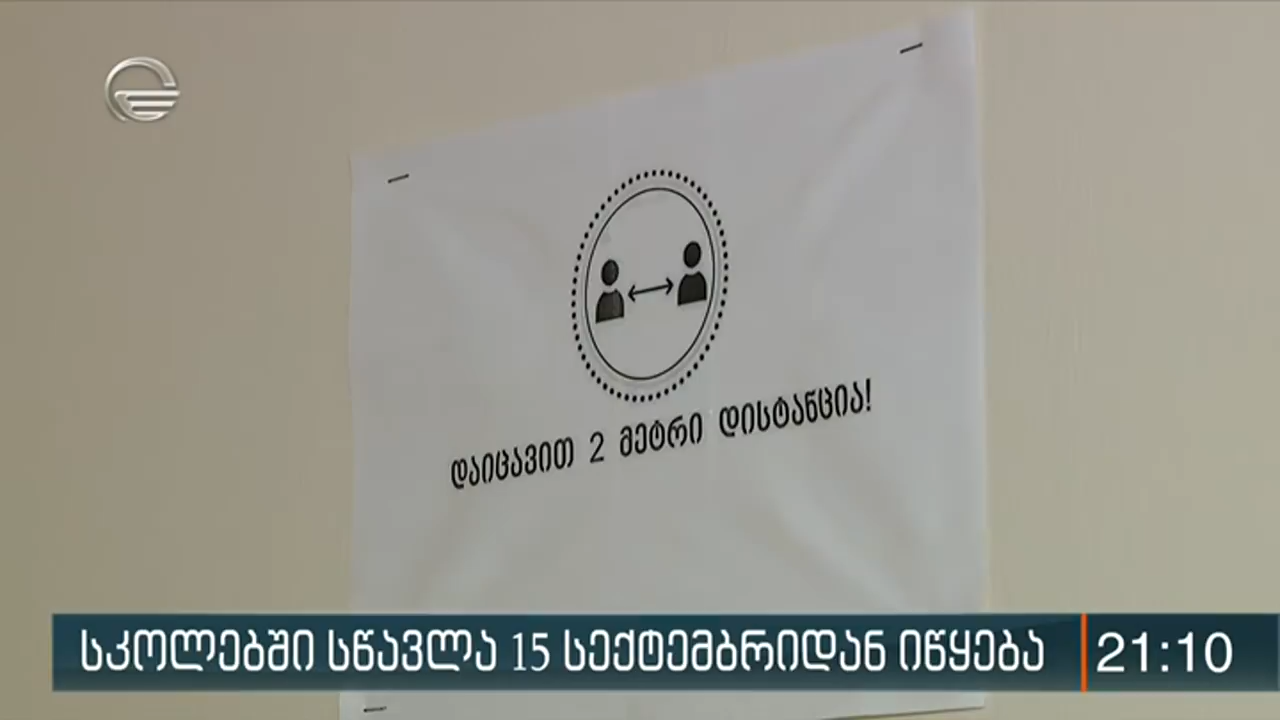 დაიცავით 2 მეტრი დისტანცია!
სკოლებში სწავლა 15 სექტემბრიდან იწყება
21:10